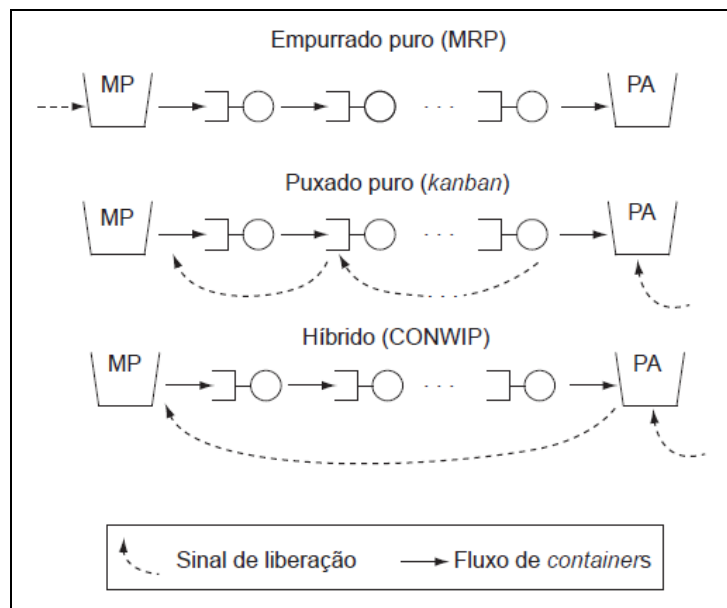 Empurrado puro (MRP)
MP
PA
Puxado puro (kanban)
MP
PA
Híbrido (CONWIP)
MP
PA
Sinal de liberação
Fluxo de containers